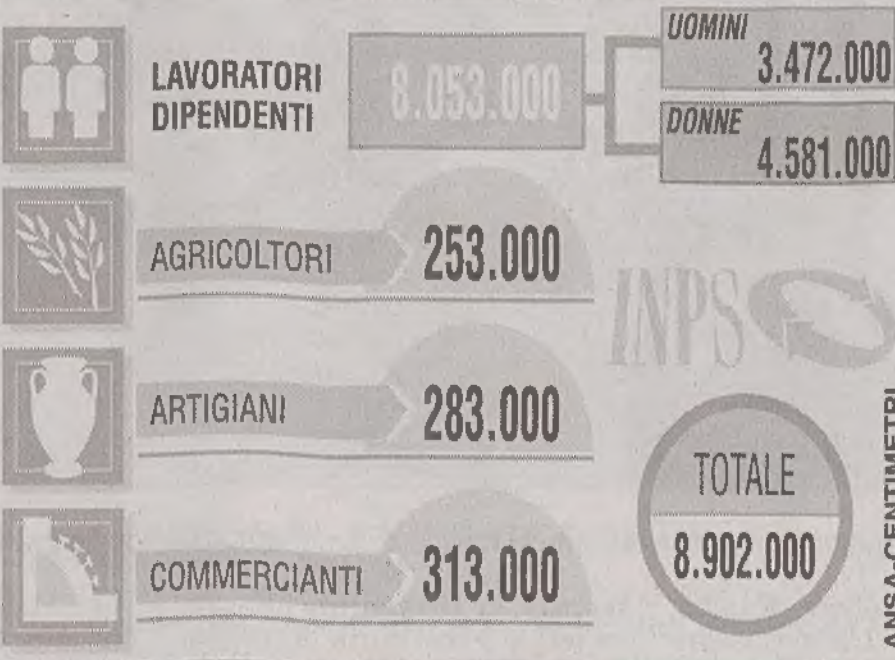 LAVORATORI
DIPENDENTI
8.053.000
UOMINI
3.472.000
DONNE
4.581.000
AGRICOLTORI
253.000
INPS
ARTIGIANI
283.000
TOTALE
8.902.000
COMMERCIANTI
313.000
ANSA-CENTIMETRI